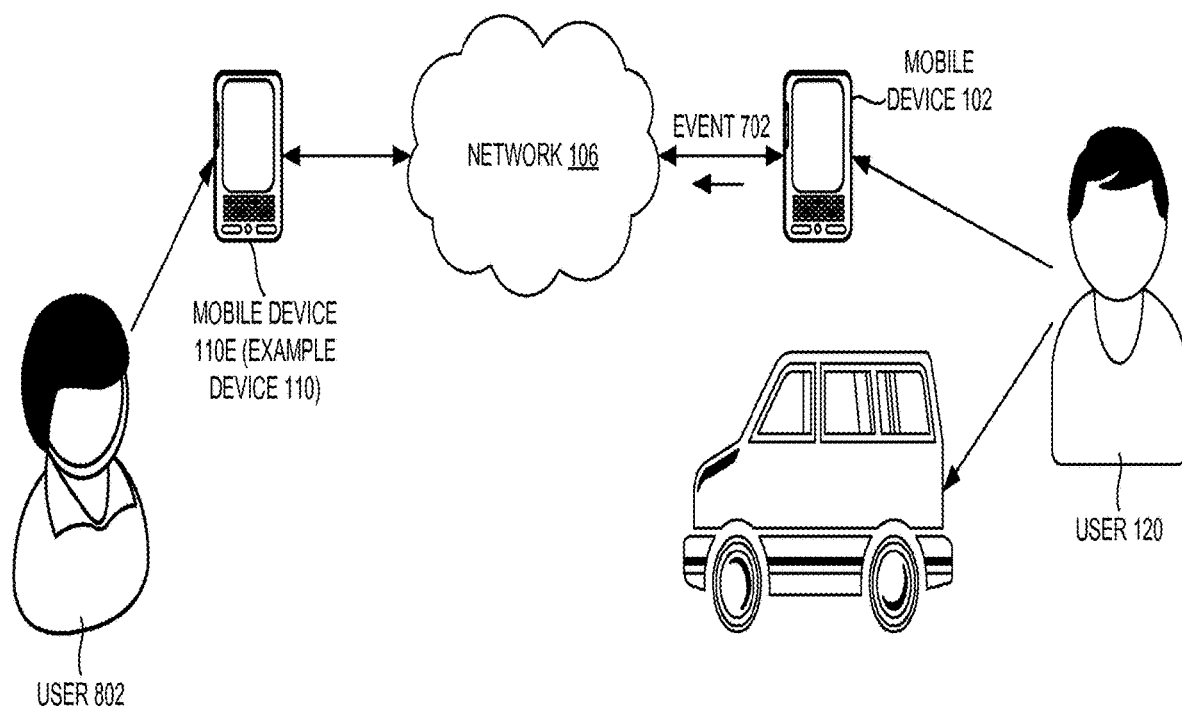 MOBILE
DEVICE 102
EVENT 702
NETWORK 106
MOBILE DEVICE
110E (EXAMPLE
DEVICE 110)
USER 120
USER 802